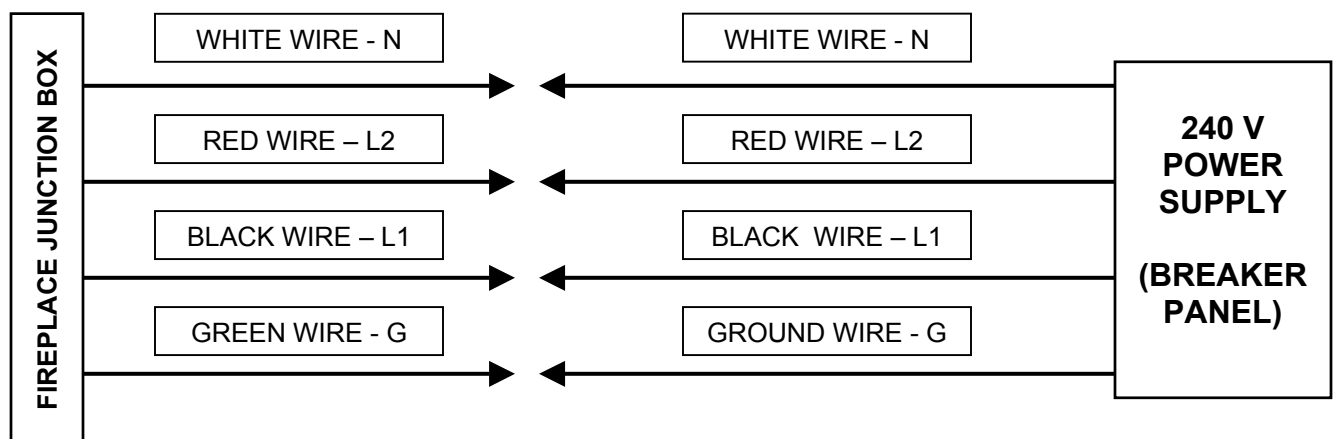 FIREPLACE JUNCTION BOX
WHITE WIRE - N
WHITE WIRE - N
RED WIRE – L2
RED WIRE – L2
BLACK WIRE – L1
BLACK  WIRE – L1
GREEN WIRE - G
GROUND WIRE - G
240 V
POWER
SUPPLY
(BREAKER
PANEL)